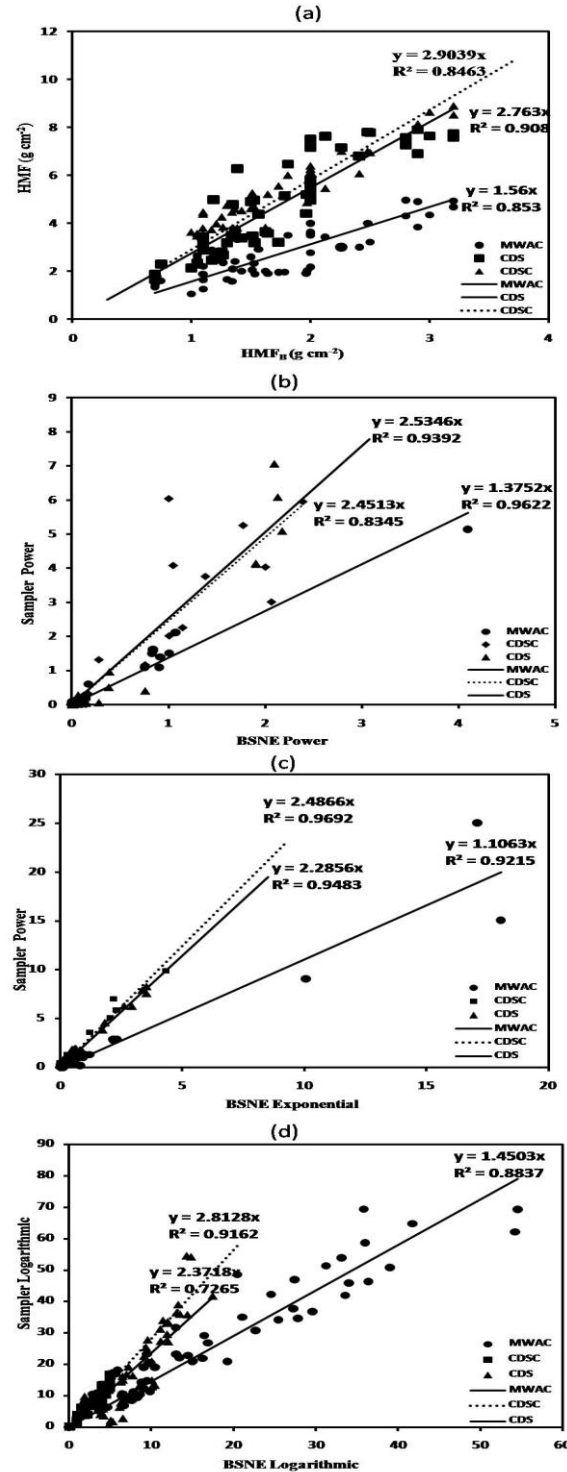 (a)
HMF (g cm⁻²)
12
10
8
6
4
2
0
y = 2.9039x
R² = 0.8463
y = 2.763x
R² = 0.908
y = 1.56x
R² = 0.853
MWAC
CDS
CDSC
MWAC
CDS
CDSC
0 1 2 3 4
HMF_B (g cm⁻²)
(b)
Sampler Power
9
8
7
6
5
4
3
2
1
0
y = 2.5346x
R² = 0.9392
y = 2.4513x
R² = 0.8345
y = 1.3752x
R² = 0.9622
MWAC
CDSC
CDS
MWAC
CDSC
CDS
0 1 2 3 4 5
BSNE Power
(c)
Sampler Power
30
25
20
15
10
5
0
y = 2.4866x
R² = 0.9692
y = 2.2856x
R² = 0.9483
y = 1.1063x
R² = 0.9215
MWAC
CDSC
CDS
MWAC
CDSC
CDS
0 5 10 15 20
BSNE Exponential
(d)
Sampler Logarithmic
90
80
70
60
50
40
30
20
10
0
y = 1.4503x
R² = 0.8837
y = 2.8128x
R² = 0.9162
y = 2.3718x
R² = 0.7265
MWAC
CDSC
CDS
MWAC
CDSC
CDS
0 10 20 30 40 50 60
BSNE Logarithmic